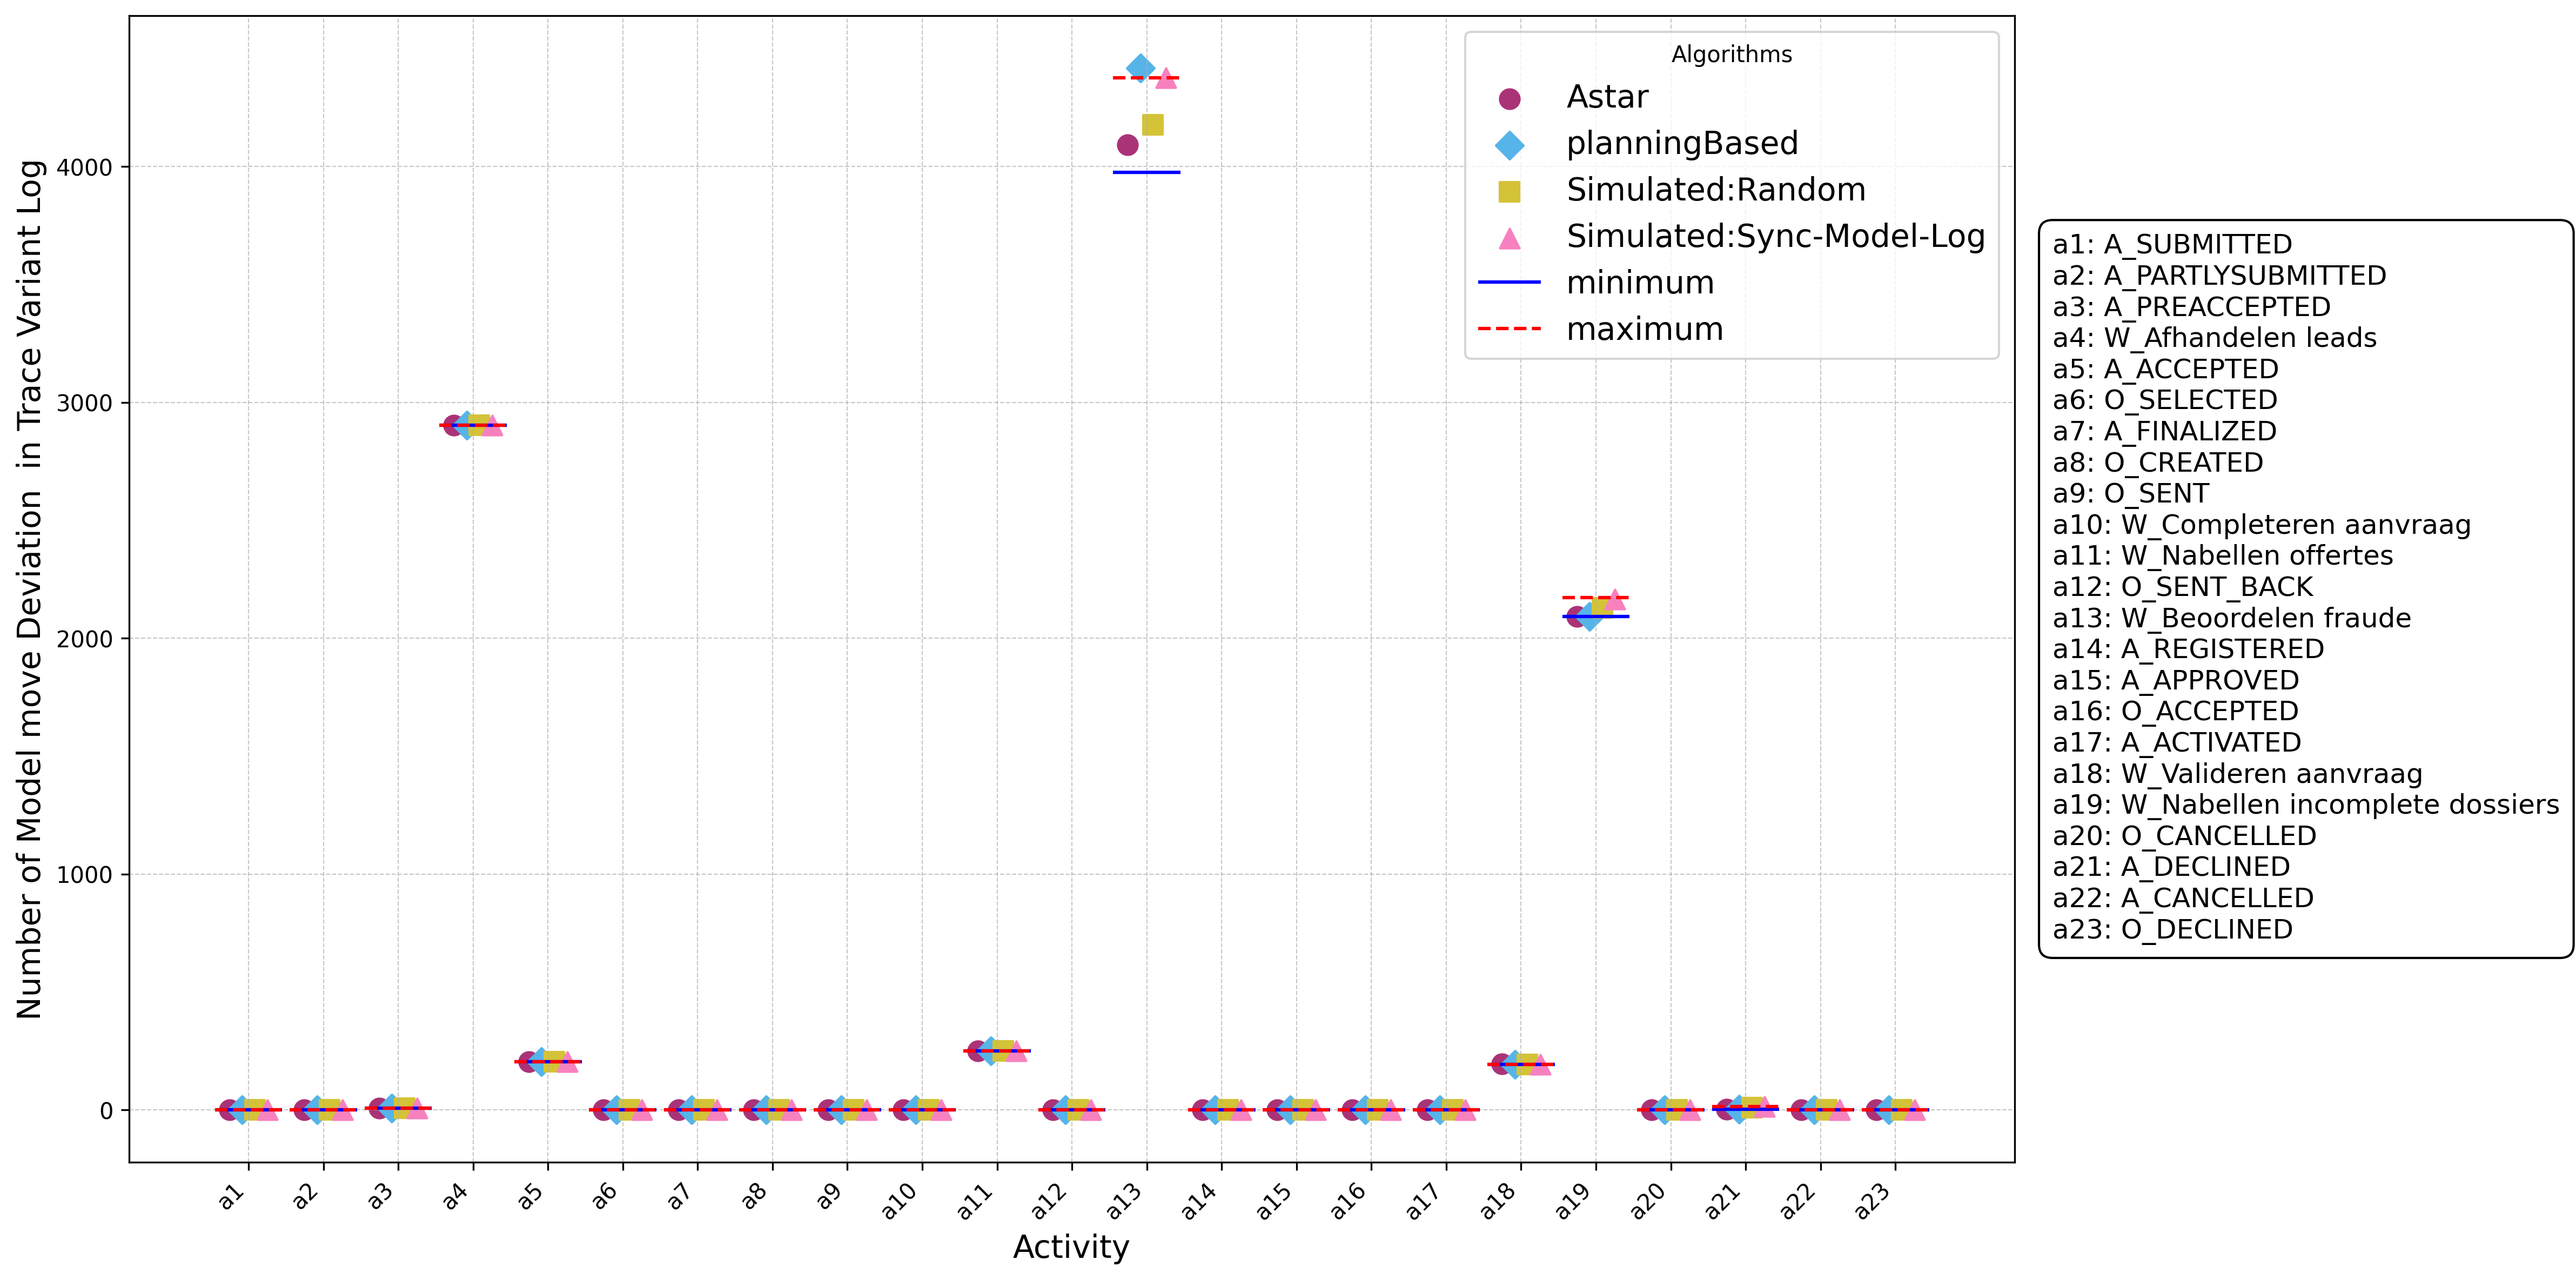 Number of Model move Deviation  in Trace Variant Log
4000
3000
2000
1000
0
a1
a2
a3
a4
a5
a6
a7
a8
a9
a10
a11
a12
a13
a14
a15
a16
a17
a18
a19
a20
a21
a22
a23
Activity
Algorithms
Astar
planningBased
Simulated:Random
Simulated:Sync-Model-Log
minimum
maximum
a1: A_SUBMITTED
a2: A_PARTLYSUBMITTED
a3: A_PREACCEPTED
a4: W_Afhandelen leads
a5: A_ACCEPTED
a6: O_SELECTED
a7: A_FINALIZED
a8: O_CREATED
a9: O_SENT
a10: W_Completeren aanvraag
a11: W_Nabellen offertes
a12: O_SENT_BACK
a13: W_Beoordelen fraude
a14: A_REGISTERED
a15: A_APPROVED
a16: O_ACCEPTED
a17: A_ACTIVATED
a18: W_Valideren aanvraag
a19: W_Nabellen incomplete dossiers
a20: O_CANCELLED
a21: A_DECLINED
a22: A_CANCELLED
a23: O_DECLINED